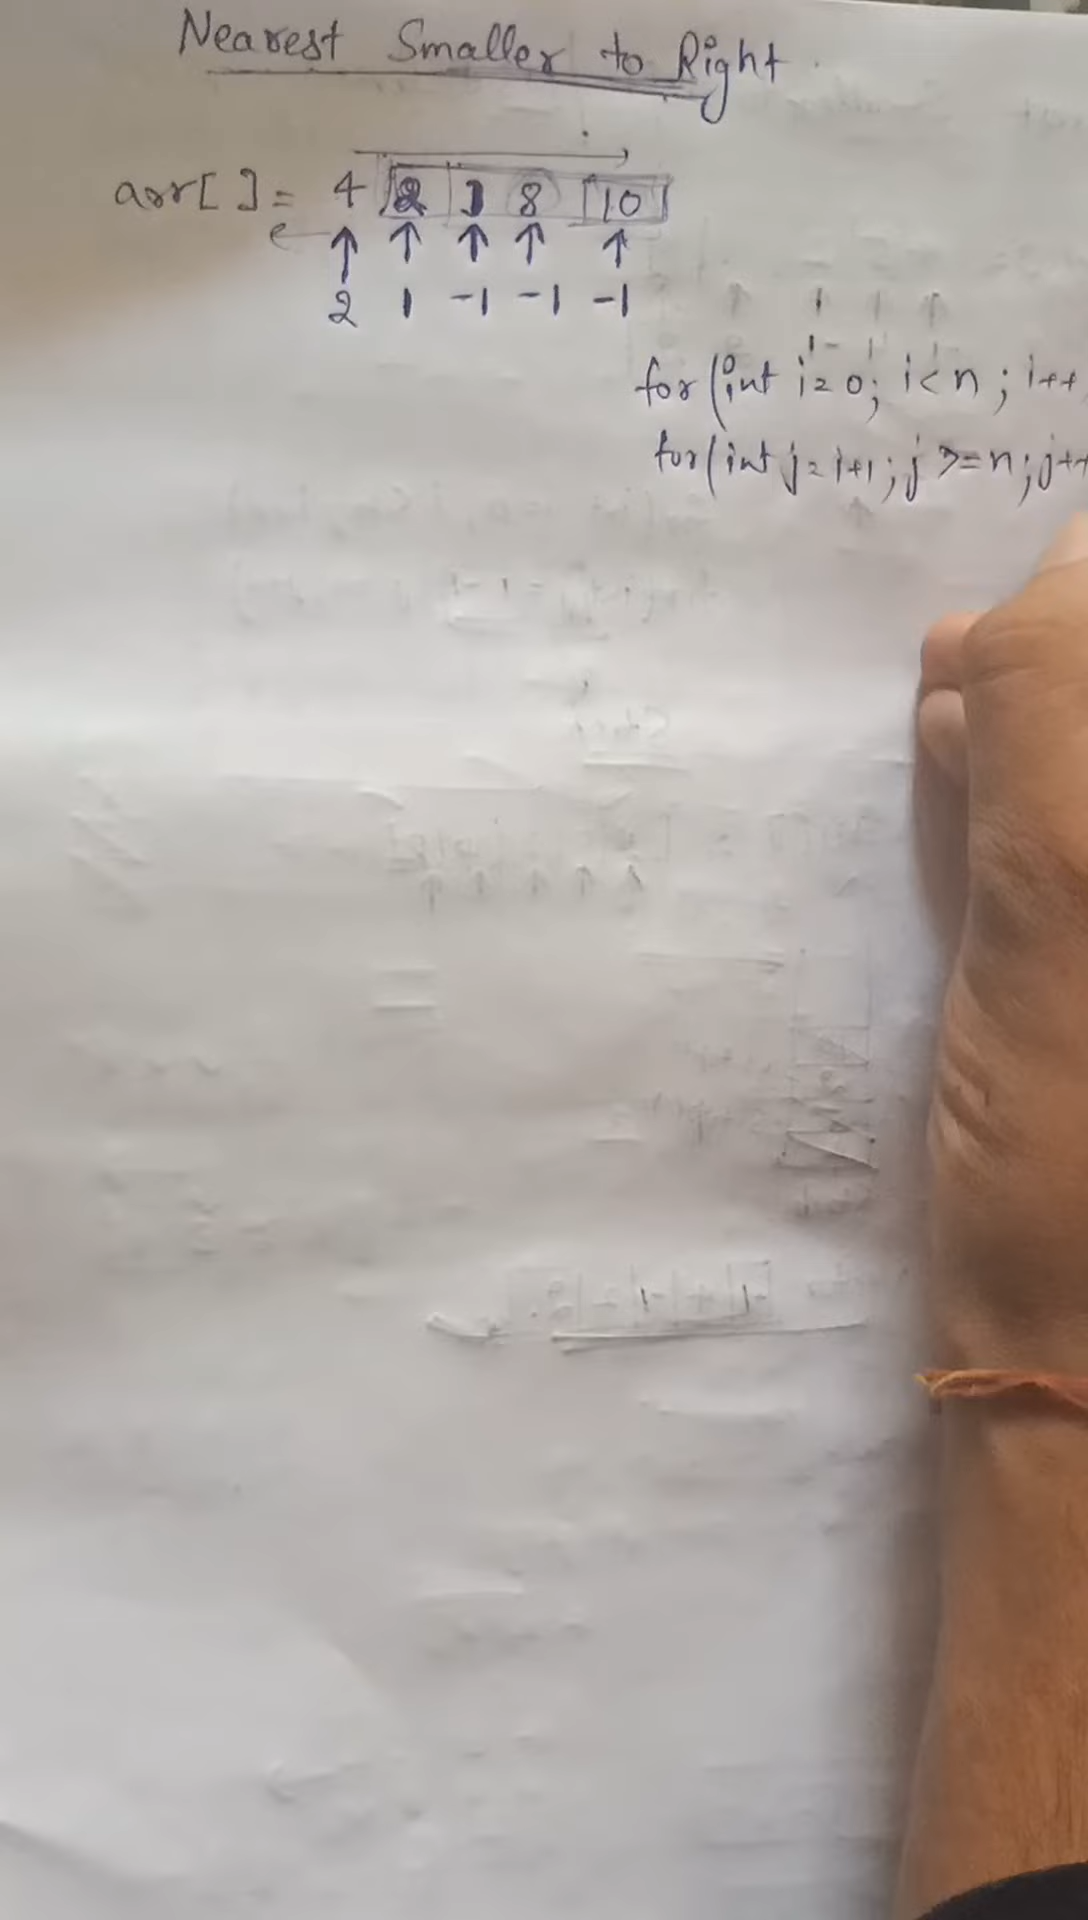 Nearest Smaller to Right
arr[ ] = 4 2 1 8 10
2 1 -1 -1 -1
for (int i=0; i<n; i++
for(int j=i+1; j >=n; j++